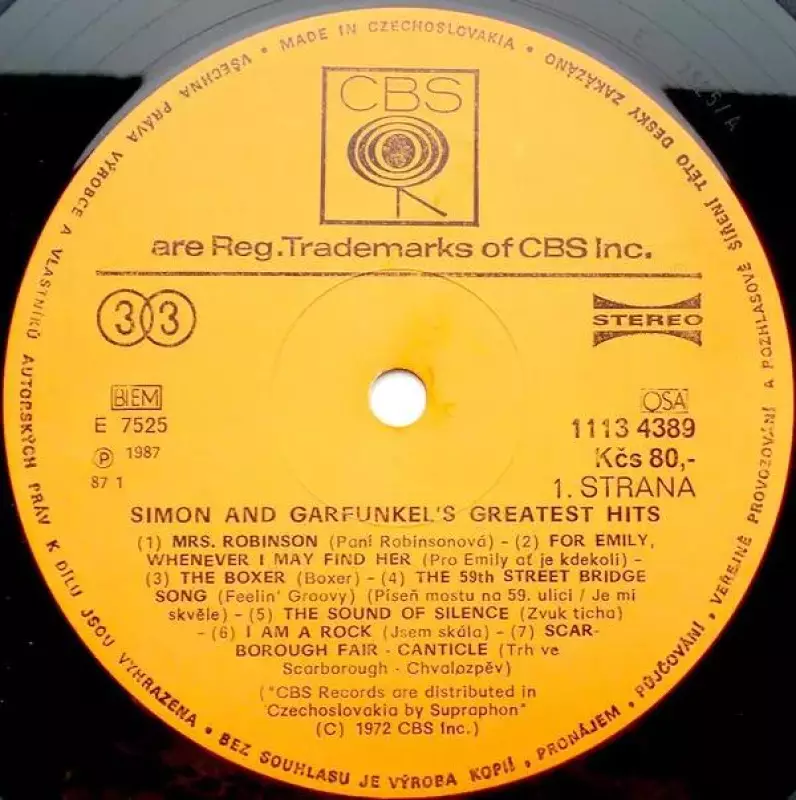 MADE IN CZECHOSLOVAKIA • VŠECHNA PRÁVA VÝROBCE A VLASTNÍKŮ AUTORSKÝCH PRÁV K DÍLU JSOU VYHRAZENA • BEZ SOUHLASU JE VÝROBA KOPIÍ, PRONÁJEM, PŮJČOVÁNÍ, VEŘEJNÉ PROVOZOVÁNÍ A ROZHLASOVÉ ŠÍŘENÍ TÉTO DESKY ZAKÁZÁNO •
CBS
are Reg.Trademarks of CBS Inc.
33
STEREO
BIEM
OSA
E 7525
1113 4389
Ⓟ 1987
Kčs 80,-
87 1
1. STRANA
SIMON AND GARFUNKEL'S GREATEST HITS
(1) MRS. ROBINSON (Paní Robinsonová) – (2) FOR EMILY,
WHENEVER I MAY FIND HER (Pro Emily ať je kdekoli) –
(3) THE BOXER (Boxer) – (4) THE 59th STREET BRIDGE
SONG (Feelin' Groovy) (Píseň mostu na 59. ulici / Je mi
skvěle) – (5) THE SOUND OF SILENCE (Zvuk ticha)
– (6) I AM A ROCK (Jsem skála) – (7) SCAR-
BOROUGH FAIR - CANTICLE (Trh ve
Scarborough - Chvalozpěv)
("CBS Records are distributed in
Czechoslovakia by Supraphon"
(C) 1972 CBS Inc.)